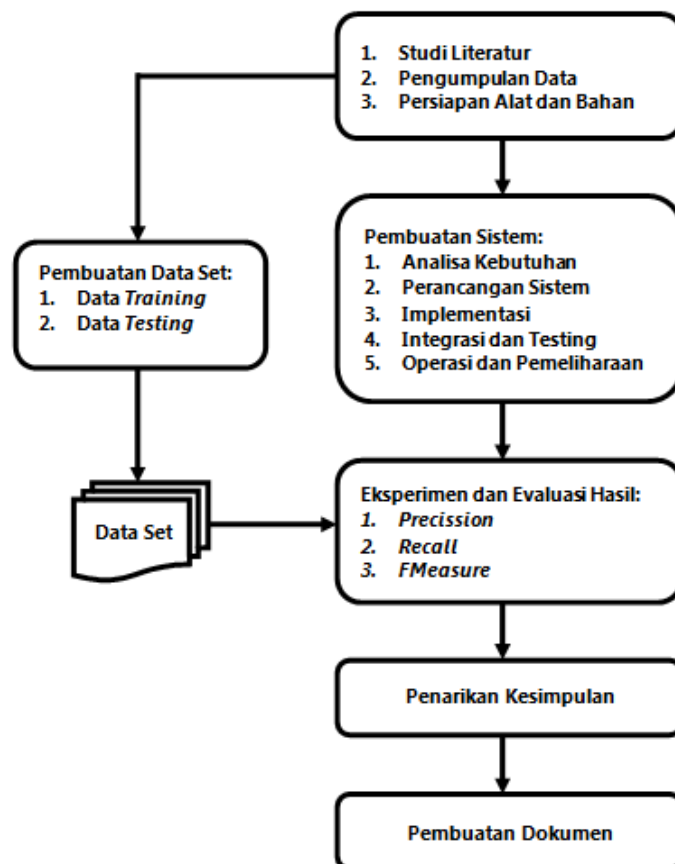 1. Studi Literatur
2. Pengumpulan Data
3. Persiapan Alat dan Bahan
Pembuatan Data Set:
1. Data Training
2. Data Testing
Pembuatan Sistem:
1. Analisa Kebutuhan
2. Perancangan Sistem
3. Implementasi
4. Integrasi dan Testing
5. Operasi dan Pemeliharaan
Data Set
Eksperimen dan Evaluasi Hasil:
1. Precission
2. Recall
3. FMeasure
Penarikan Kesimpulan
Pembuatan Dokumen